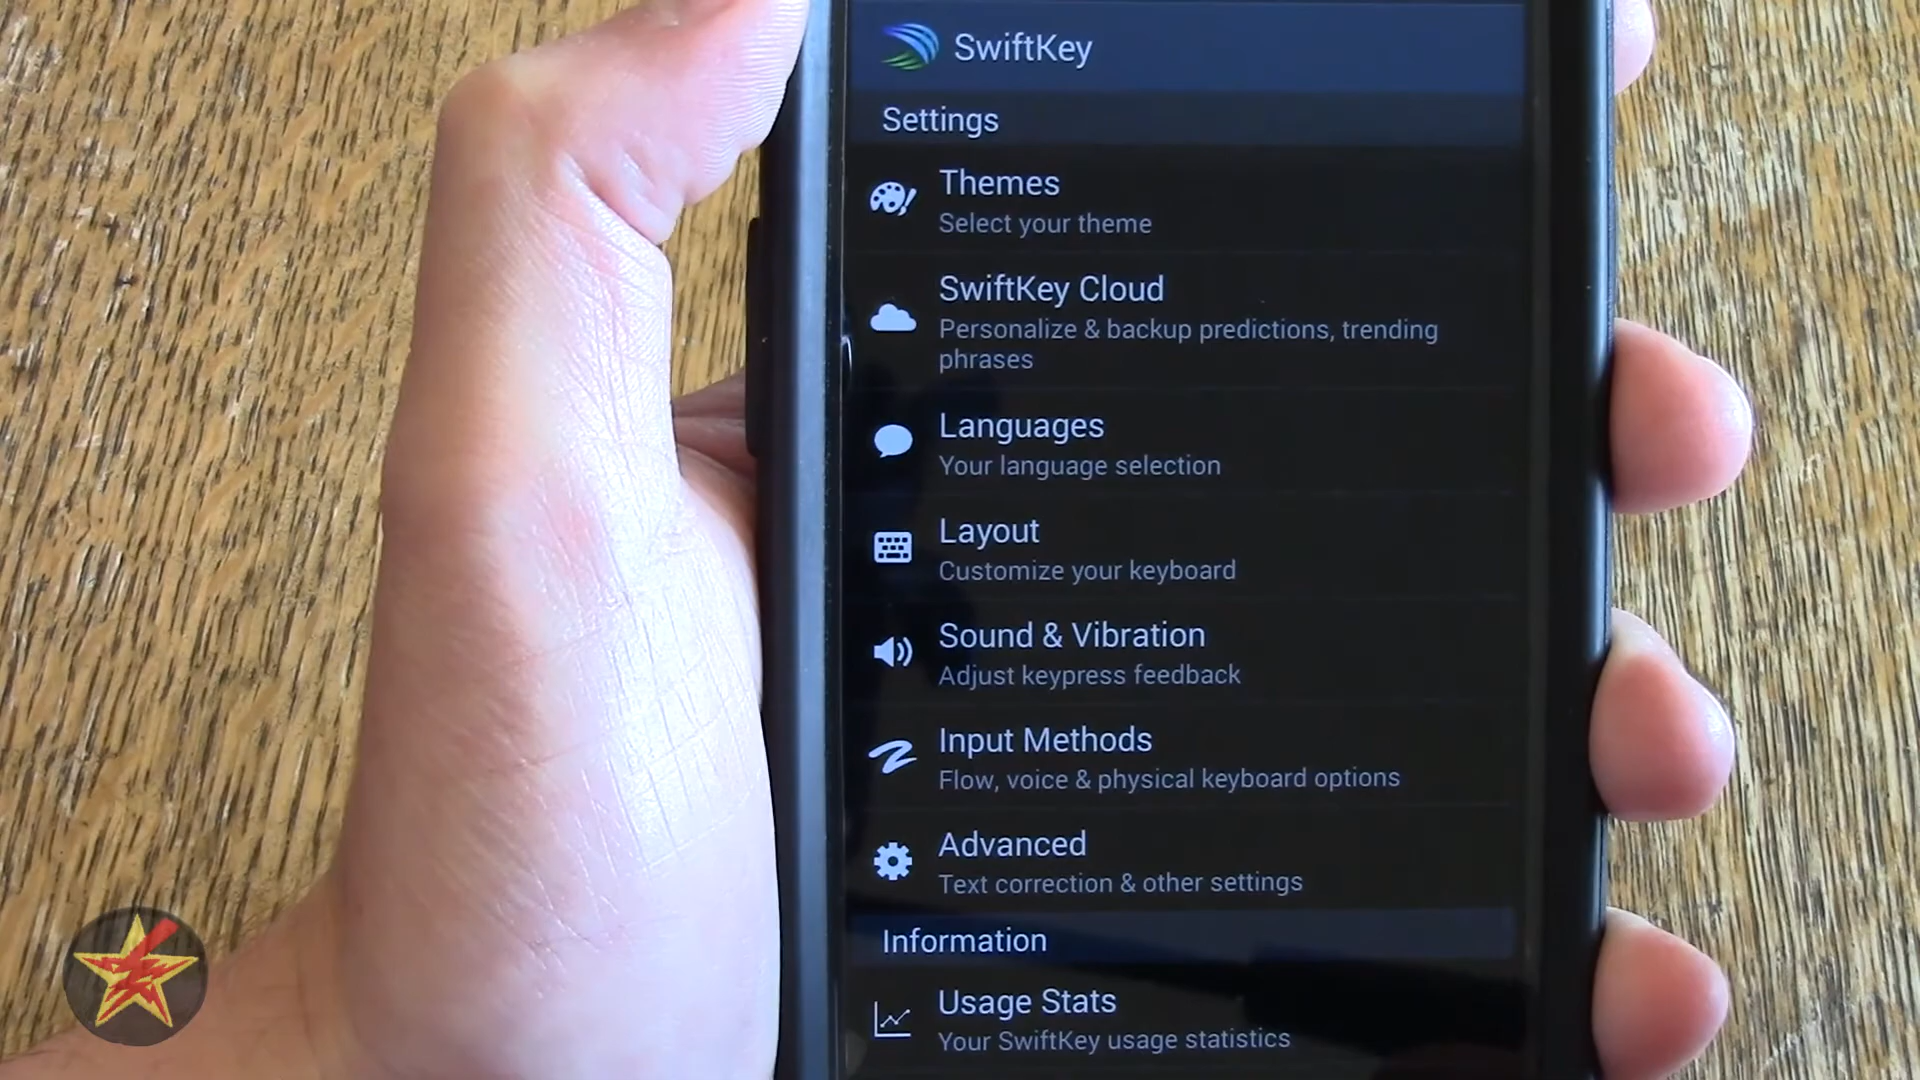 SwiftKey
Settings
Themes
Select your theme
SwiftKey Cloud
Personalize & backup predictions, trending
phrases
Languages
Your language selection
Layout
Customize your keyboard
Sound & Vibration
Adjust keypress feedback
Input Methods
Flow, voice & physical keyboard options
Advanced
Text correction & other settings
Information
Usage Stats
Your SwiftKey usage statistics